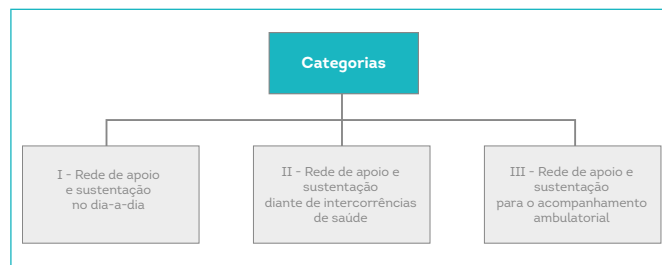 Categorias
I - Rede de apoio
e sustentação
no dia-a-dia
II - Rede de apoio e
sustentação
diante de intercorrências
de saúde
III - Rede de apoio e
sustentação
para o acompanhamento
ambulatorial